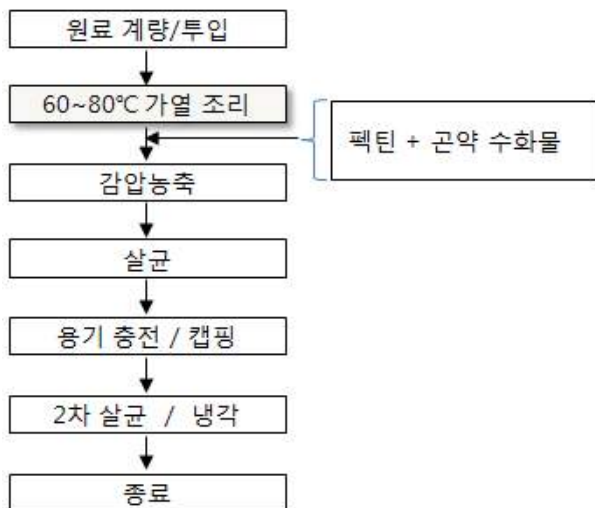 원료 계량/투입
60~80℃ 가열 조리
펙틴 + 곤약 수화물
감압농축
살균
용기 충전 / 캡핑
2차 살균 / 냉각
종료